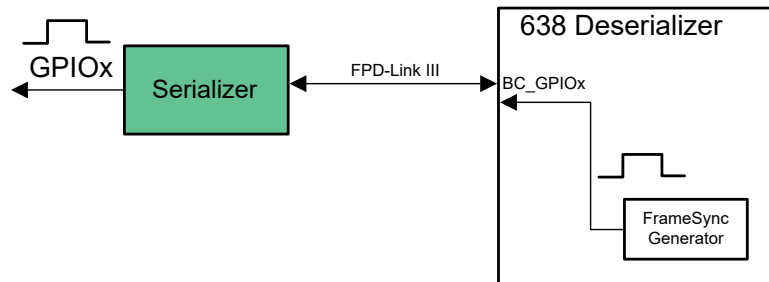 638 Deserializer
GPIOx
Serializer
FPD-Link III
BC_GPIOx
FrameSync
Generator